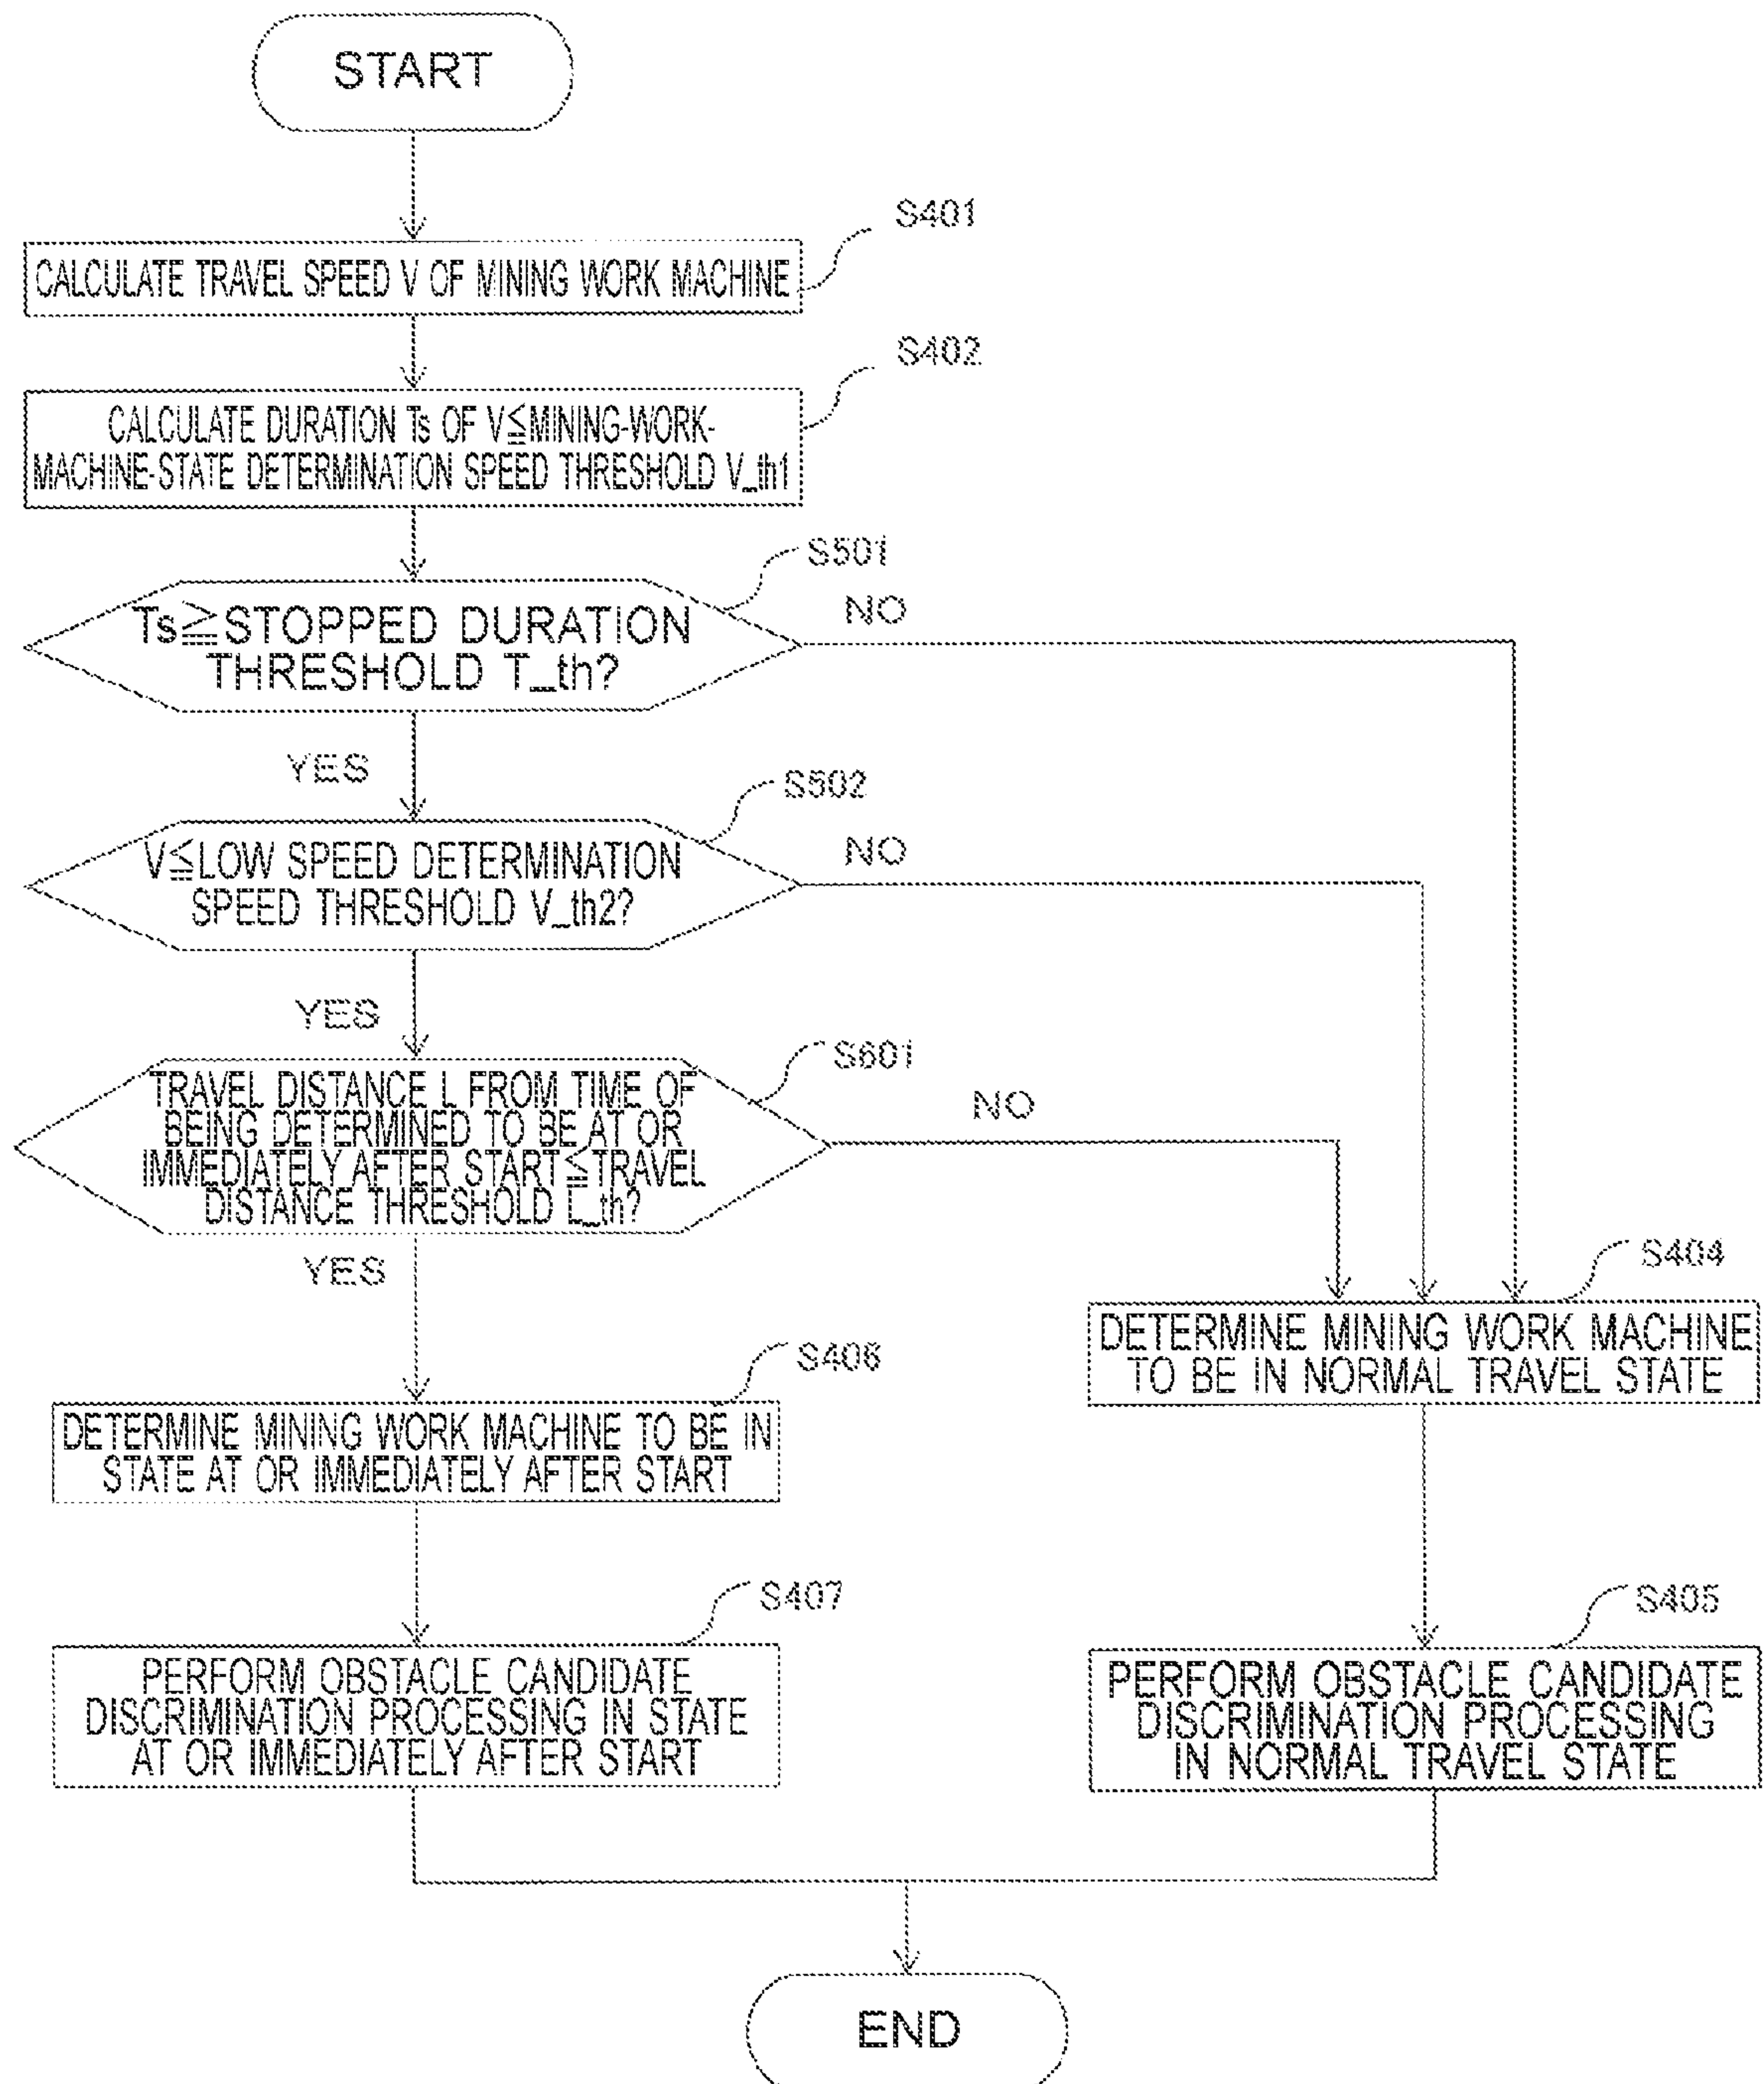 START
S401
CALCULATE TRAVEL SPEED V OF MINING WORK MACHINE
S402
CALCULATE DURATION Ts OF V≦MINING-WORK-
MACHINE-STATE DETERMINATION SPEED THRESHOLD V_th1
S501
Ts≧STOPPED DURATION
THRESHOLD T_th?
NO
YES
S502
V≦LOW SPEED DETERMINATION
SPEED THRESHOLD V_th2?
NO
YES
S601
TRAVEL DISTANCE L FROM TIME OF
BEING DETERMINED TO BE AT OR
IMMEDIATELY AFTER START≦TRAVEL
DISTANCE THRESHOLD L_th?
NO
YES
S404
DETERMINE MINING WORK MACHINE
TO BE IN NORMAL TRAVEL STATE
S406
DETERMINE MINING WORK MACHINE TO BE IN
STATE AT OR IMMEDIATELY AFTER START
S407
PERFORM OBSTACLE CANDIDATE
DISCRIMINATION PROCESSING IN STATE
AT OR IMMEDIATELY AFTER START
S405
PERFORM OBSTACLE CANDIDATE
DISCRIMINATION PROCESSING
IN NORMAL TRAVEL STATE
END